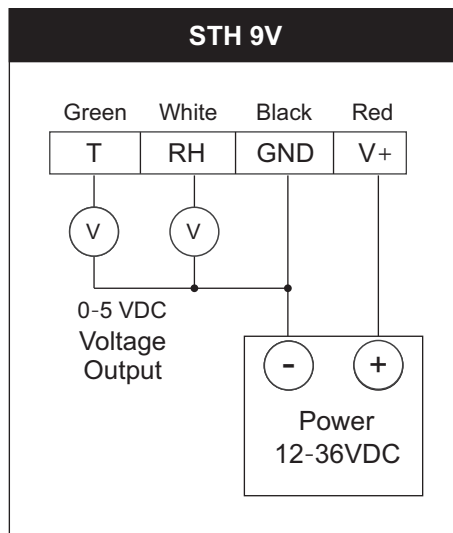 STH 9V
Green White Black Red
T RH GND V+
V V
0-5 VDC
Voltage
Output
- +
Power
12-36VDC